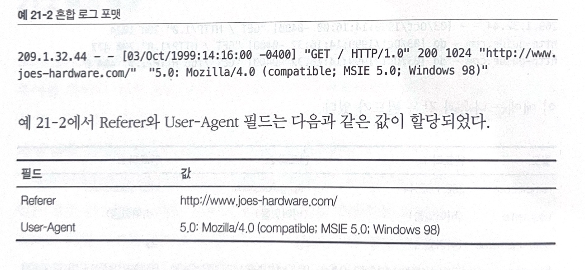 예 21-2 혼합 로그 포맷
209.1.32.44 - - [03/Oct/1999:14:16:00 -0400] "GET / HTTP/1.0" 200 1024 "http://www.
joes-hardware.com/" "5.0: Mozilla/4.0 (compatible; MSIE 5.0; Windows 98)"
예 21-2에서 Referer와 User-Agent 필드는 다음과 같은 값이 할당되었다.
필드 값
Referer http://www.joes-hardware.com/
User-Agent 5.0: Mozilla/4.0 (compatible; MSIE 5.0; Windows 98)